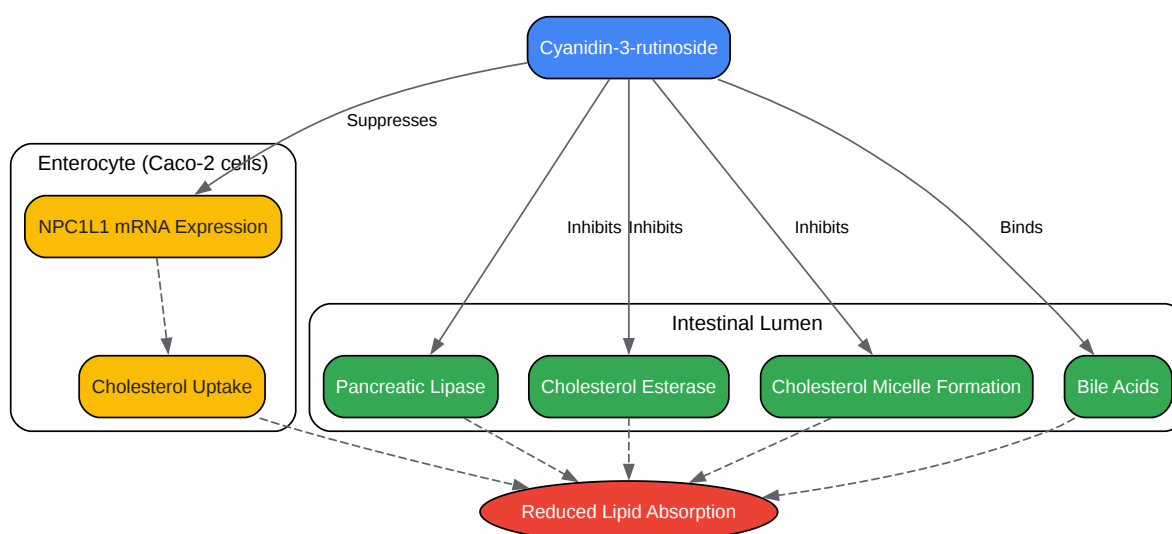 Cyanidin-3-rutinoside
Suppresses
Enterocyte (Caco-2 cells)
NPC1L1 mRNA Expression
Inhibits
Inhibits
Inhibits
Binds
Intestinal Lumen
Cholesterol Uptake
Pancreatic Lipase
Cholesterol Esterase
Cholesterol Micelle Formation
Bile Acids
Reduced Lipid Absorption